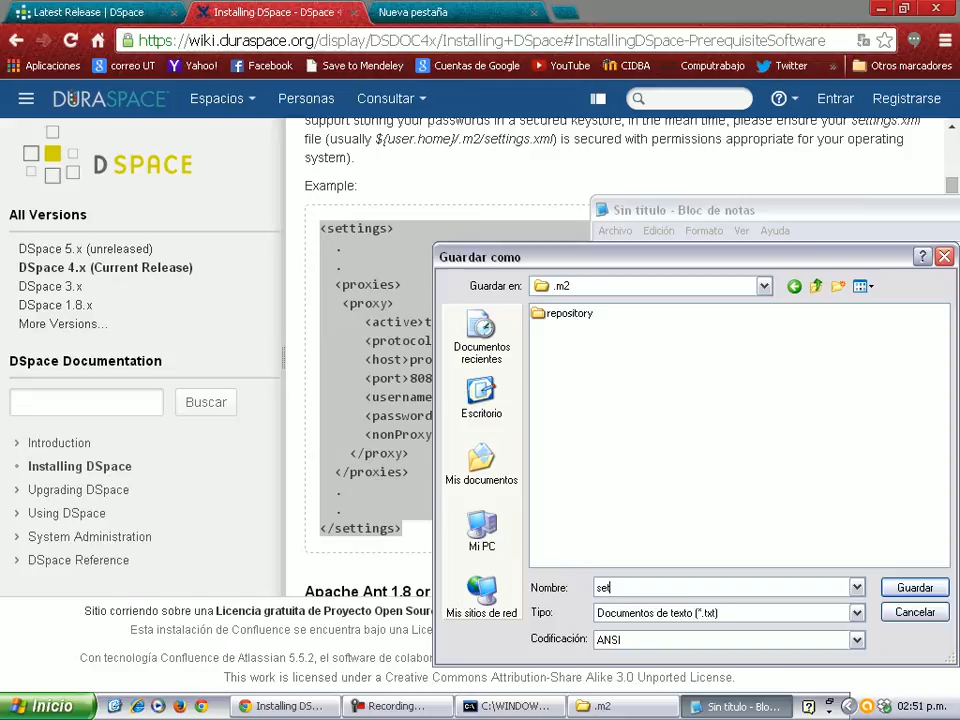 Latest Release | DSpace
Installing DSpace - DSpace 4
Nueva pestaña
https://wiki.duraspace.org/display/DSDOC4x/Installing+DSpace#InstallingDSpace-PrerequisiteSoftware
Aplicaciones
correo UT
Yahoo!
Facebook
Save to Mendeley
Cuentas de Google
YouTube
CIDBA
Computrabajo
Twitter
»
Otros marcadores
DURASPACE
Espacios
Personas
Consultar
Entrar
Registrarse
support storing your passwords in a secured keystore, in the mean time, please ensure your settings.xml
file (usually ${user.home}/.m2/settings.xml) is secured with permissions appropriate for your operating
system).
Example:
DSPACE
All Versions
DSpace 5.x (unreleased)
DSpace 4.x (Current Release)
DSpace 3.x
DSpace 1.8.x
More Versions...
DSpace Documentation
Buscar
Introduction
Installing DSpace
Upgrading DSpace
Using DSpace
System Administration
DSpace Reference
<settings>
.
.
<proxies>
<proxy>
<active>t
<protocol
<host>pro
<port>808
<username
<password
<nonProxy
</proxy>
</proxies>
.
.
</settings>
Apache Ant 1.8 or
Sin título - Bloc de notas
Archivo Edición Formato Ver Ayuda
Guardar como
Guardar en:
.m2
repository
Documentos
recientes
Escritorio
Mis documentos
Mi PC
Mis sitios de red
Nombre:
set
Guardar
Tipo:
Documentos de texto (*.txt)
Cancelar
Codificación:
ANSI
Sitio corriendo sobre una Licencia gratuita de Proyecto Open Sour
Esta instalación de Confluence se encuentra bajo una Lice
Con tecnología Confluence de Atlassian 5.5.2, el software de colabor
This work is licensed under a Creative Commons Attribution-Share Alike 3.0 Unported License.
Inicio
Installing DS...
Recording...
C:\WINDOW...
.m2
Sin título - Blo...
02:51 p.m.